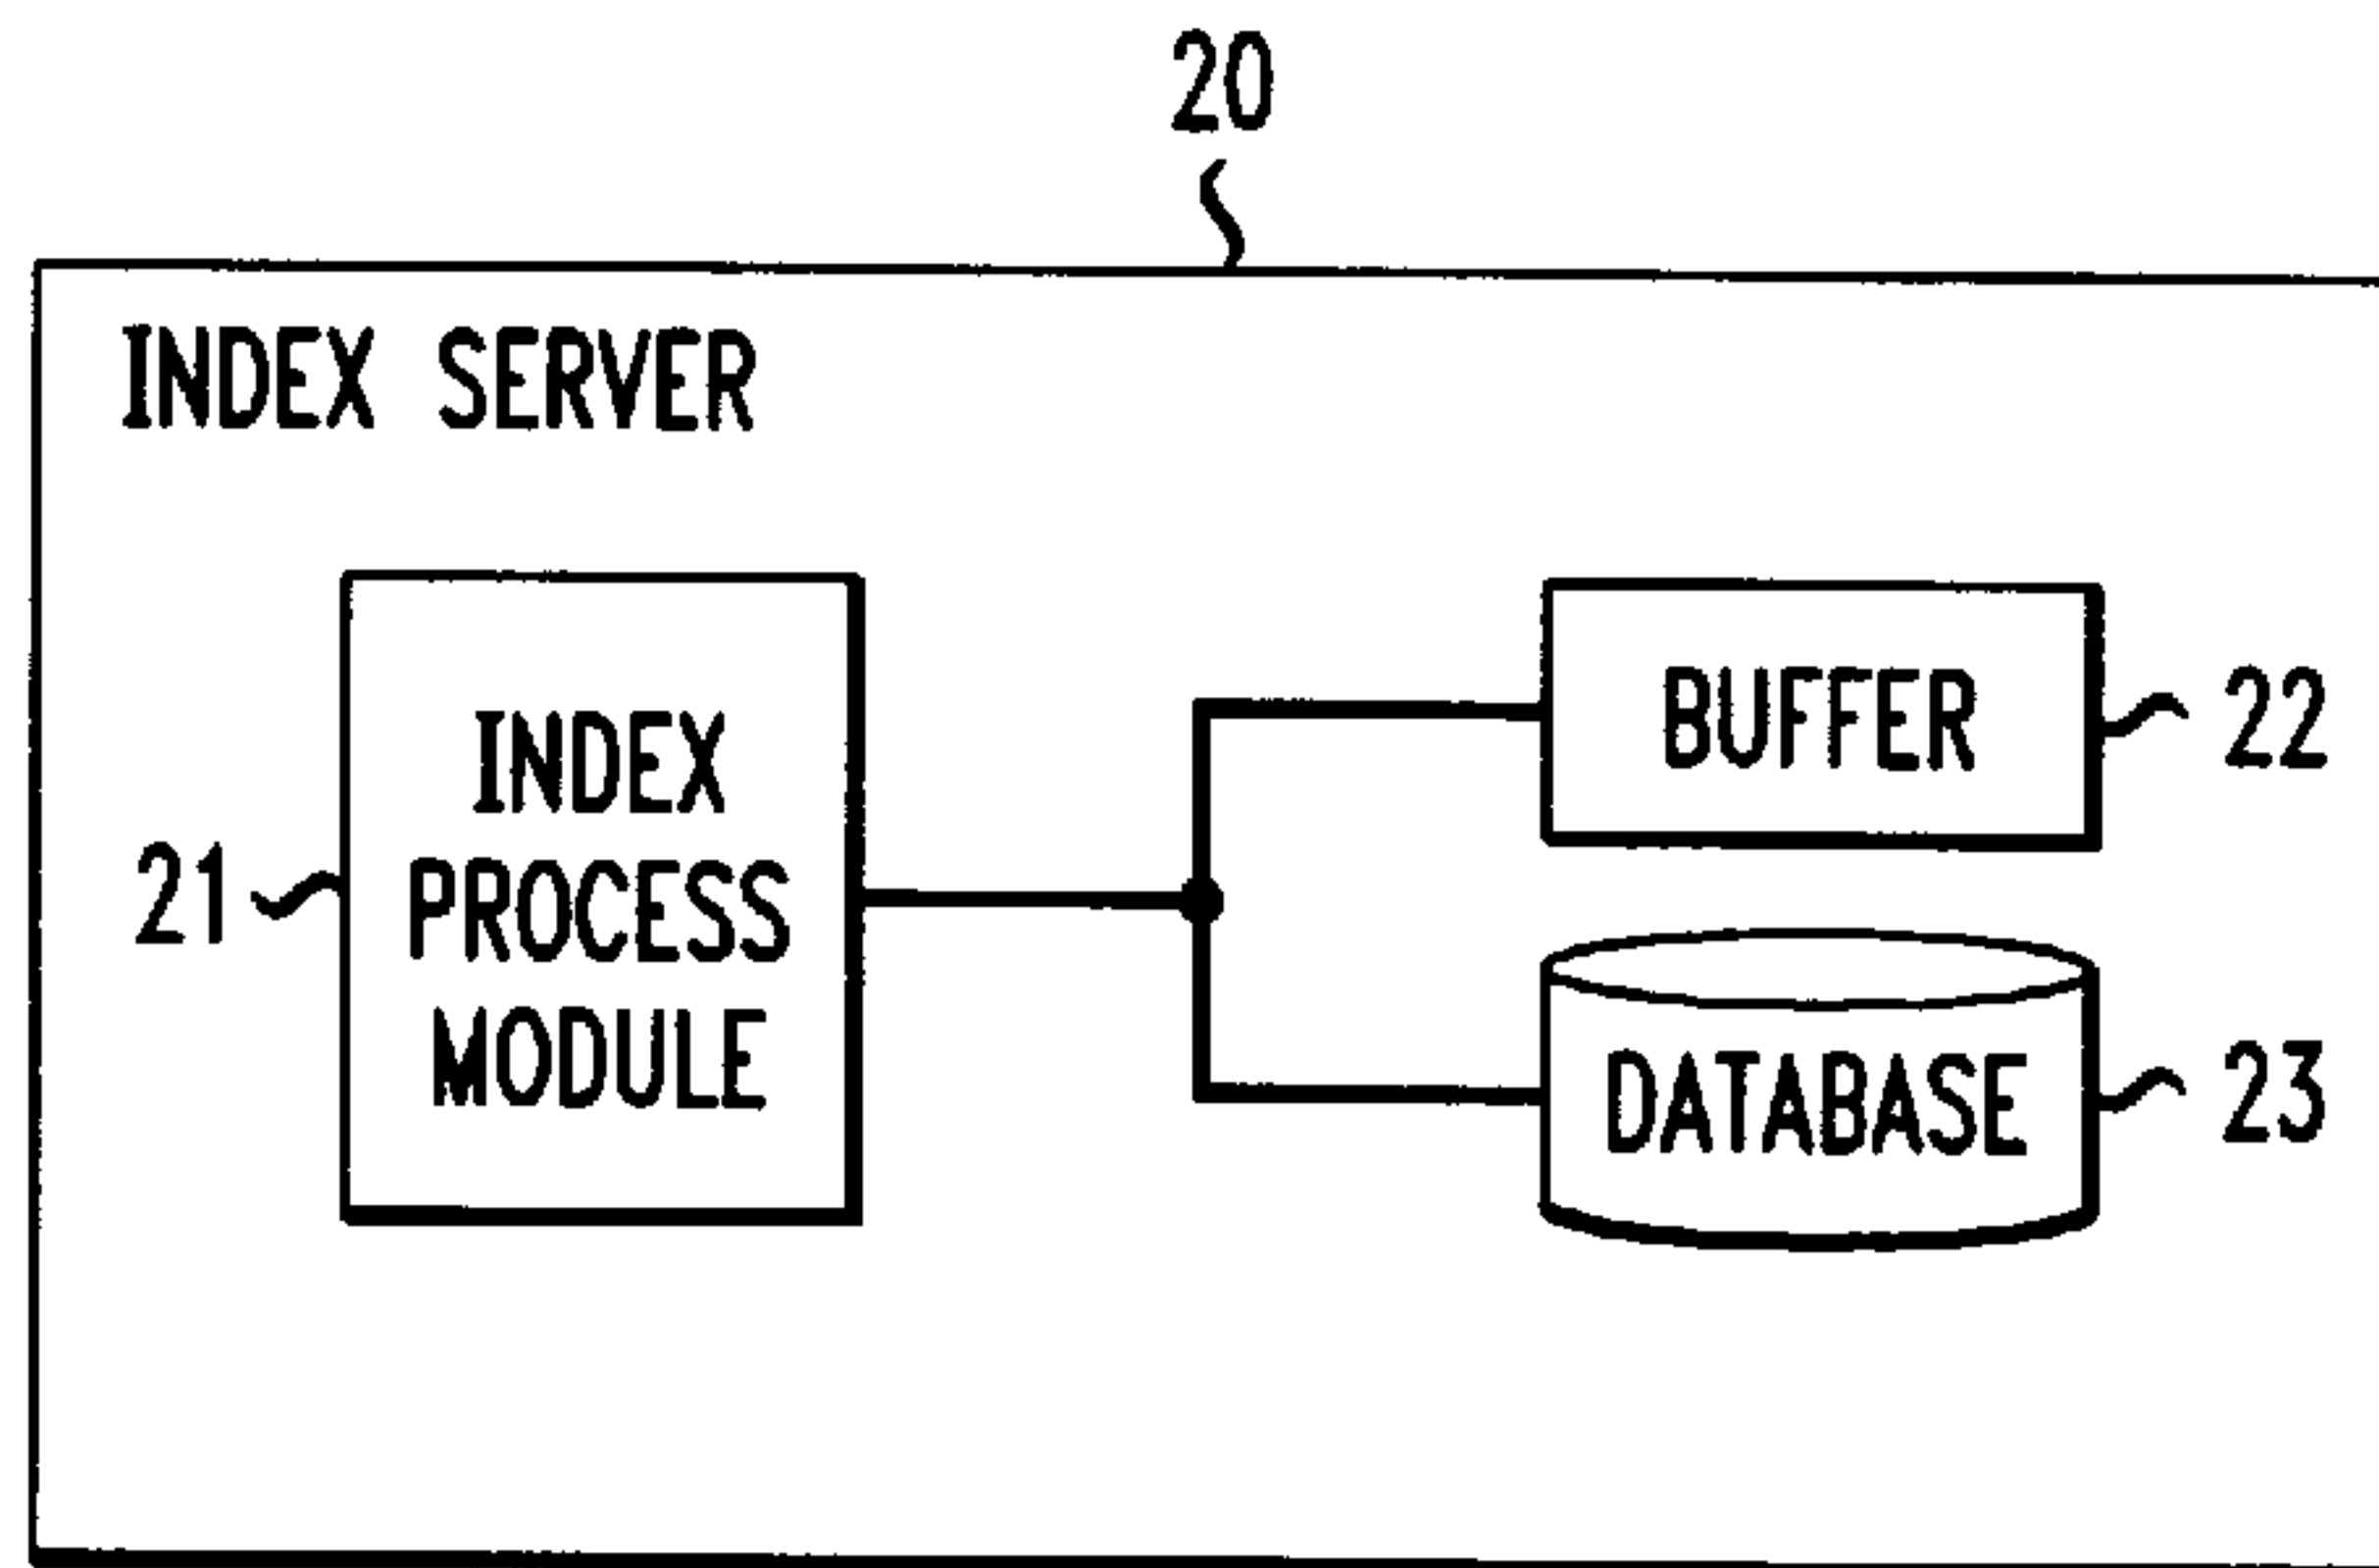 20
INDEX SERVER
INDEX
PROCESS
MODULE
21
BUFFER
22
DATABASE
23